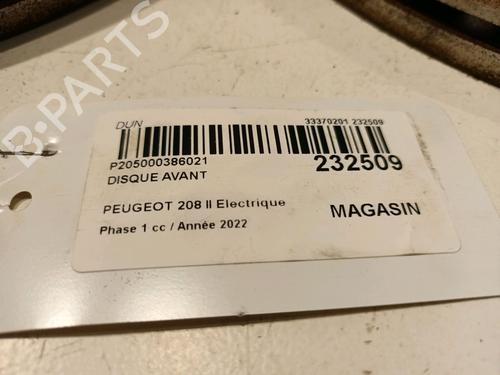 B-PARTS
DUN 33370201 232509
P205000386021 232509
DISQUE AVANT
PEUGEOT 208 II Electrique MAGASIN
Phase 1 cc / Année 2022